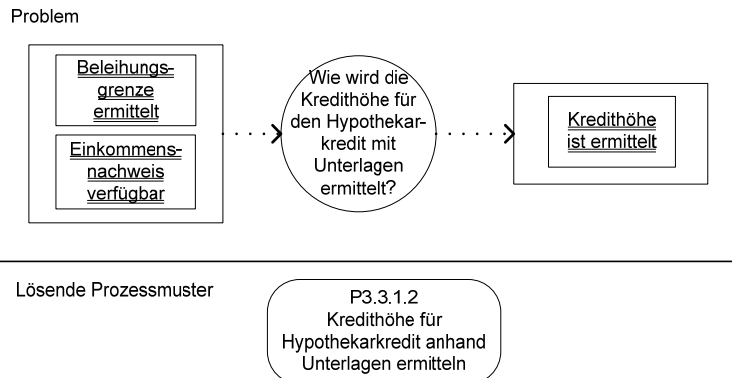 Problem
Beleihungs-
grenze
ermittelt
Einkommens-
nachweis
verfügbar
Wie wird die
Kredithöhe für
den Hypothekar-
kredit mit
Unterlagen
ermittelt?
Kredithöhe
ist ermittelt
Lösende Prozessmuster
P3.3.1.2
Kredithöhe für
Hypothekarkredit anhand
Unterlagen ermitteln